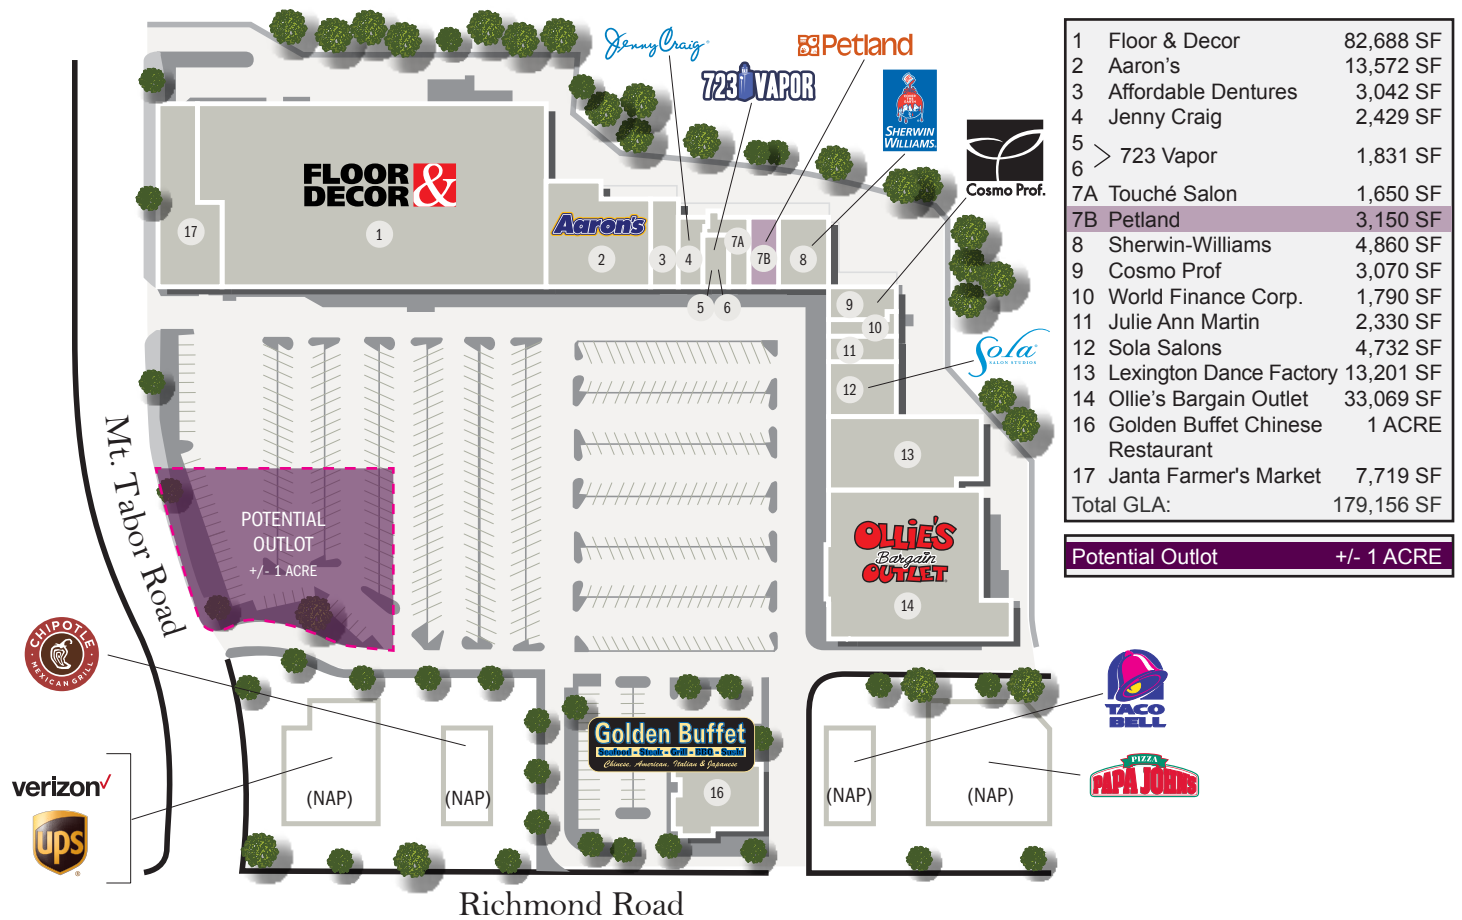 Jenny Craig
Petland
723 VAPOR
SHERWIN
WILLIAMS.
Cosmo Prof.
FLOOR &
DECOR
Aaron's
1
17
2
3
4
7A
7B
8
5
6
9
10
11
12
Sola
SALON STUDIOS
13
OLLIE'S
Bargain
OUTLET
14
Mt. Tabor Road
POTENTIAL
OUTLOT
+/- 1 ACRE
CHIPOTLE
MEXICAN GRILL
verizon
ups
(NAP)
(NAP)
Golden Buffet
Seafood - Steak - Grill - BBQ - Sushi
Chinese, American, Italian & Japanese
16
(NAP)
(NAP)
TACO
BELL
PIZZA
PAPA JOHNS
Richmond Road
1 Floor & Decor 82,688 SF
2 Aaron's 13,572 SF
3 Affordable Dentures 3,042 SF
4 Jenny Craig 2,429 SF
5
6 723 Vapor 1,831 SF
7A Touché Salon 1,650 SF
7B Petland 3,150 SF
8 Sherwin-Williams 4,860 SF
9 Cosmo Prof 3,070 SF
10 World Finance Corp. 1,790 SF
11 Julie Ann Martin 2,330 SF
12 Sola Salons 4,732 SF
13 Lexington Dance Factory 13,201 SF
14 Ollie's Bargain Outlet 33,069 SF
16 Golden Buffet Chinese 1 ACRE
Restaurant
17 Janta Farmer's Market 7,719 SF
Total GLA: 179,156 SF
Potential Outlot +/- 1 ACRE